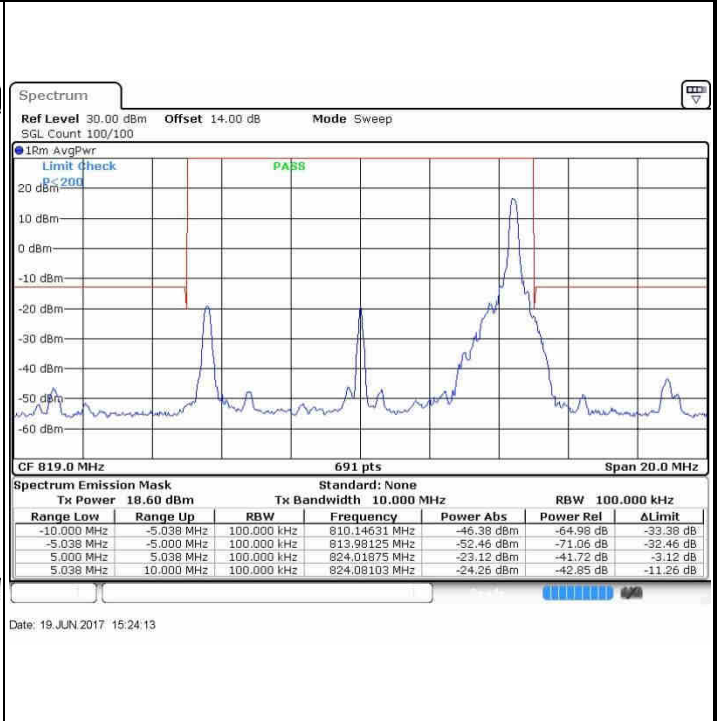 Spectrum
Ref Level 30.00 dBm Offset 14.00 dB Mode Sweep
SGL Count 100/100
1Rm AvgPwr
Limit Check PASS
P<200
20 dBm
10 dBm
0 dBm
-10 dBm
-20 dBm
-30 dBm
-40 dBm
-50 dBm
-60 dBm
CF 819.0 MHz 691 pts Span 20.0 MHz
Spectrum Emission Mask Standard: None
Tx Power 18.60 dBm Tx Bandwidth 10.000 MHz RBW 100.000 kHz
Range Low Range Up RBW Frequency Power Abs Power Rel ΔLimit
-10.000 MHz -5.038 MHz 100.000 kHz 810.14631 MHz -46.38 dBm -64.98 dB -33.38 dB
-5.038 MHz -5.000 MHz 100.000 kHz 813.98125 MHz -52.46 dBm -71.06 dB -32.46 dB
5.000 MHz 5.038 MHz 100.000 kHz 824.01875 MHz -23.12 dBm -41.72 dB -3.12 dB
5.038 MHz 10.000 MHz 100.000 kHz 824.08103 MHz -24.26 dBm -42.85 dB -11.26 dB
Date: 19.JUN.2017 15:24:13